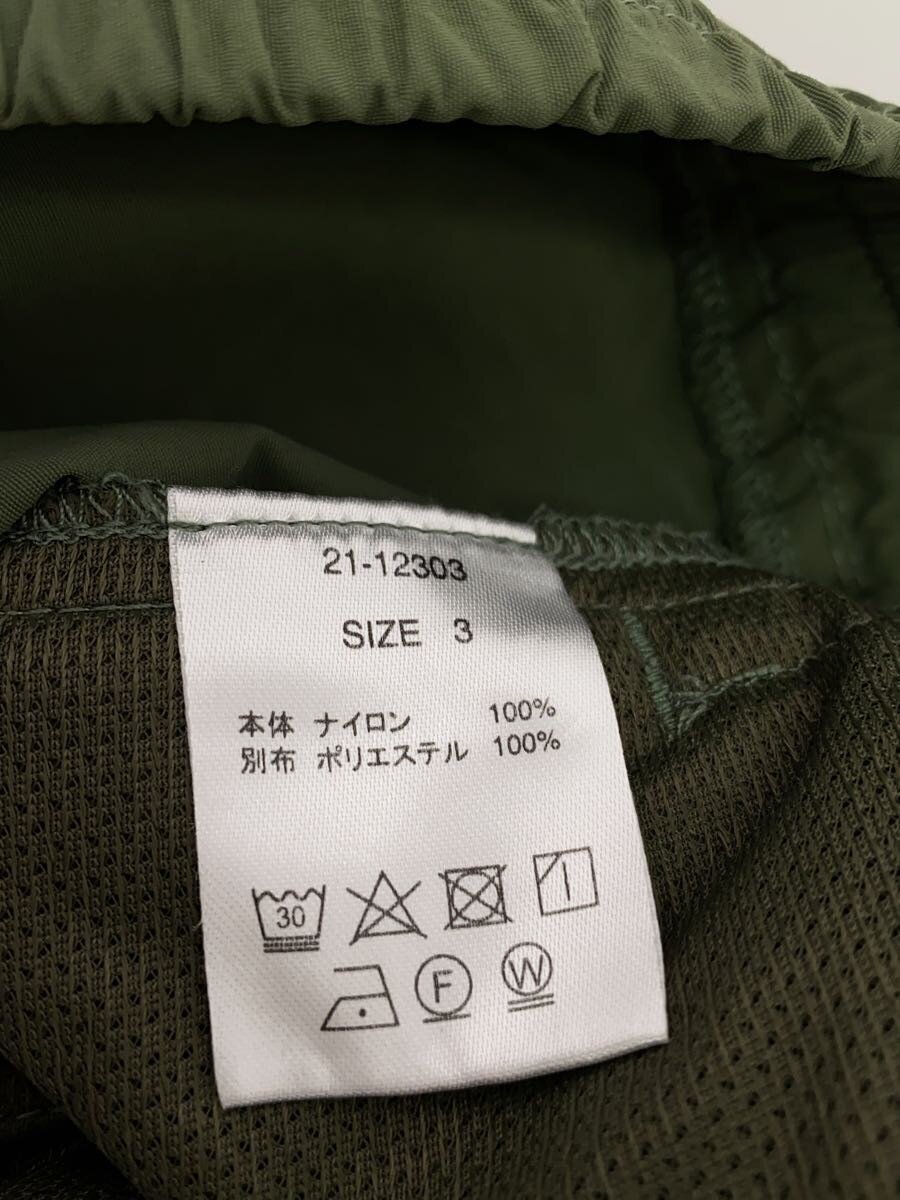 21-12303
SIZE 3
本体 ナイロン 100%
別布 ポリエステル 100%
30
F W